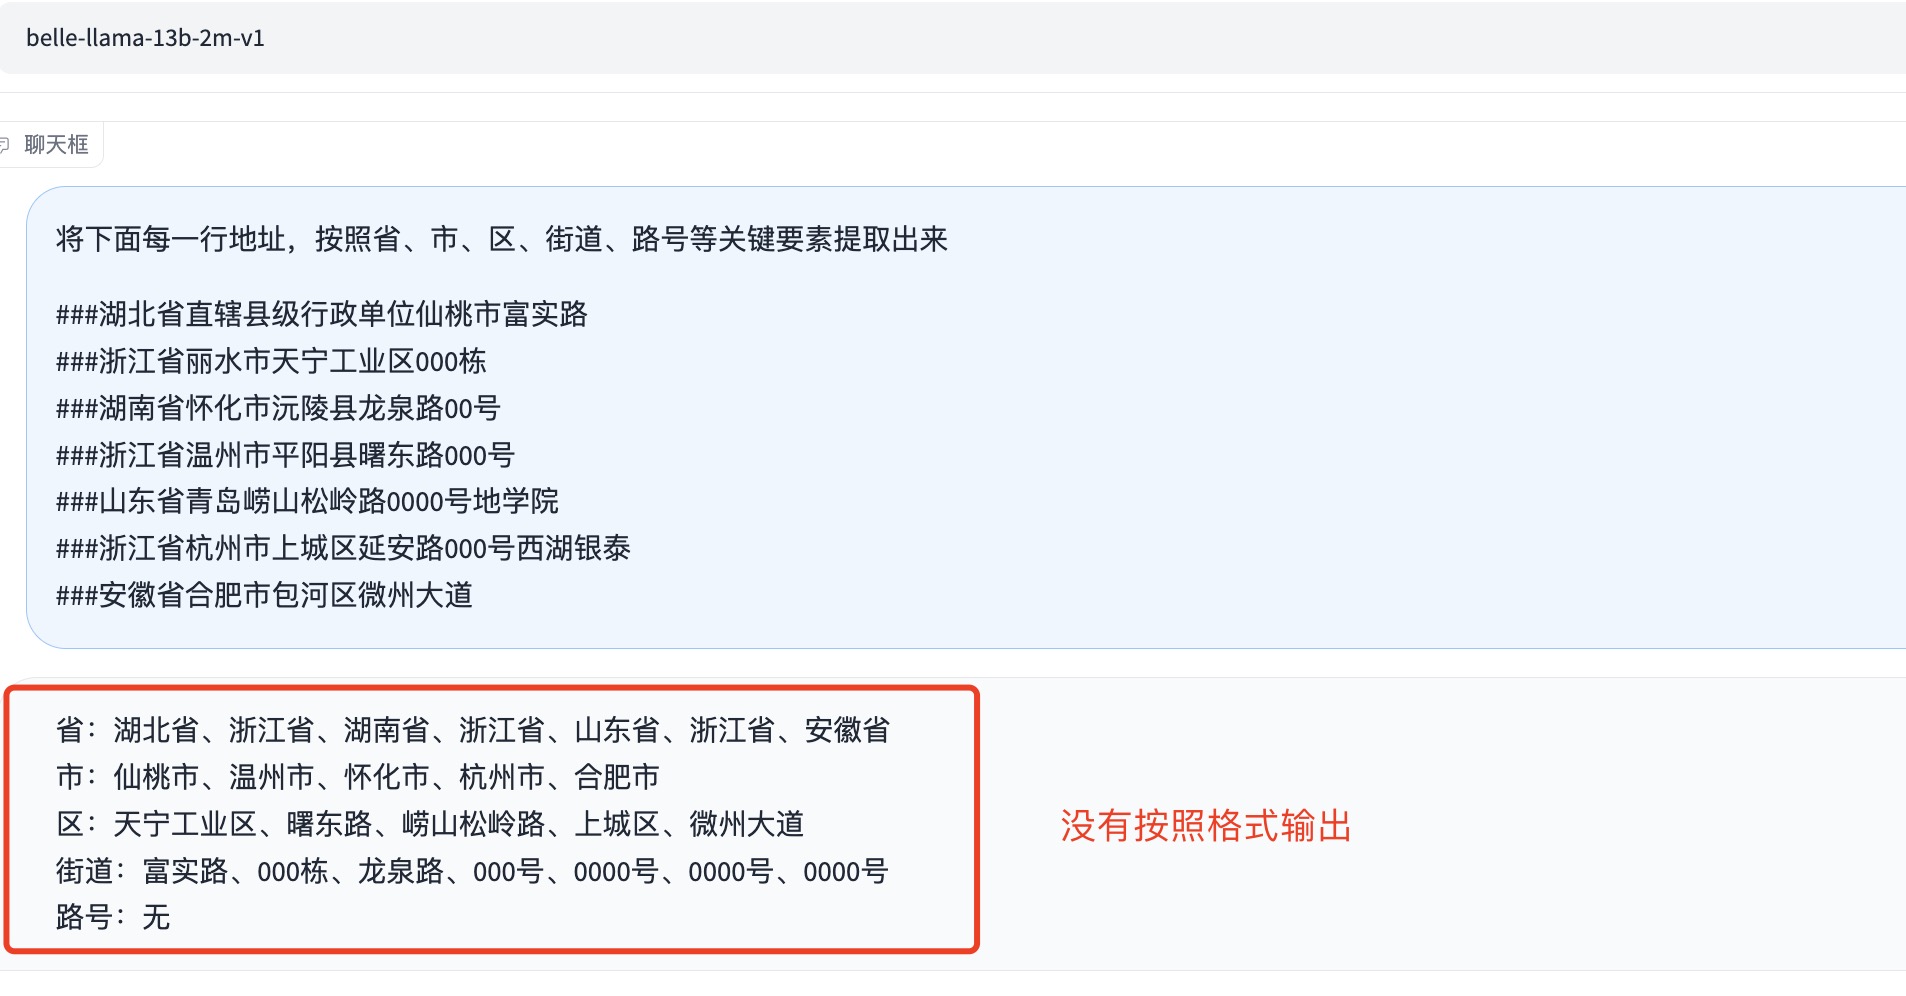 belle-llama-13b-2m-v1
聊天框
将下面每一行地址，按照省、市、区、街道、路号等关键要素提取出来
###湖北省直辖县级行政单位仙桃市富实路
###浙江省丽水市天宁工业区000栋
###湖南省怀化市沅陵县龙泉路00号
###浙江省温州市平阳县曙东路000号
###山东省青岛崂山松岭路0000号地学院
###浙江省杭州市上城区延安路000号西湖银泰
###安徽省合肥市包河区微州大道
省：湖北省、浙江省、湖南省、浙江省、山东省、浙江省、安徽省
市：仙桃市、温州市、怀化市、杭州市、合肥市
区：天宁工业区、曙东路、崂山松岭路、上城区、微州大道
街道：富实路、000栋、龙泉路、000号、0000号、0000号、0000号
路号：无
没有按照格式输出